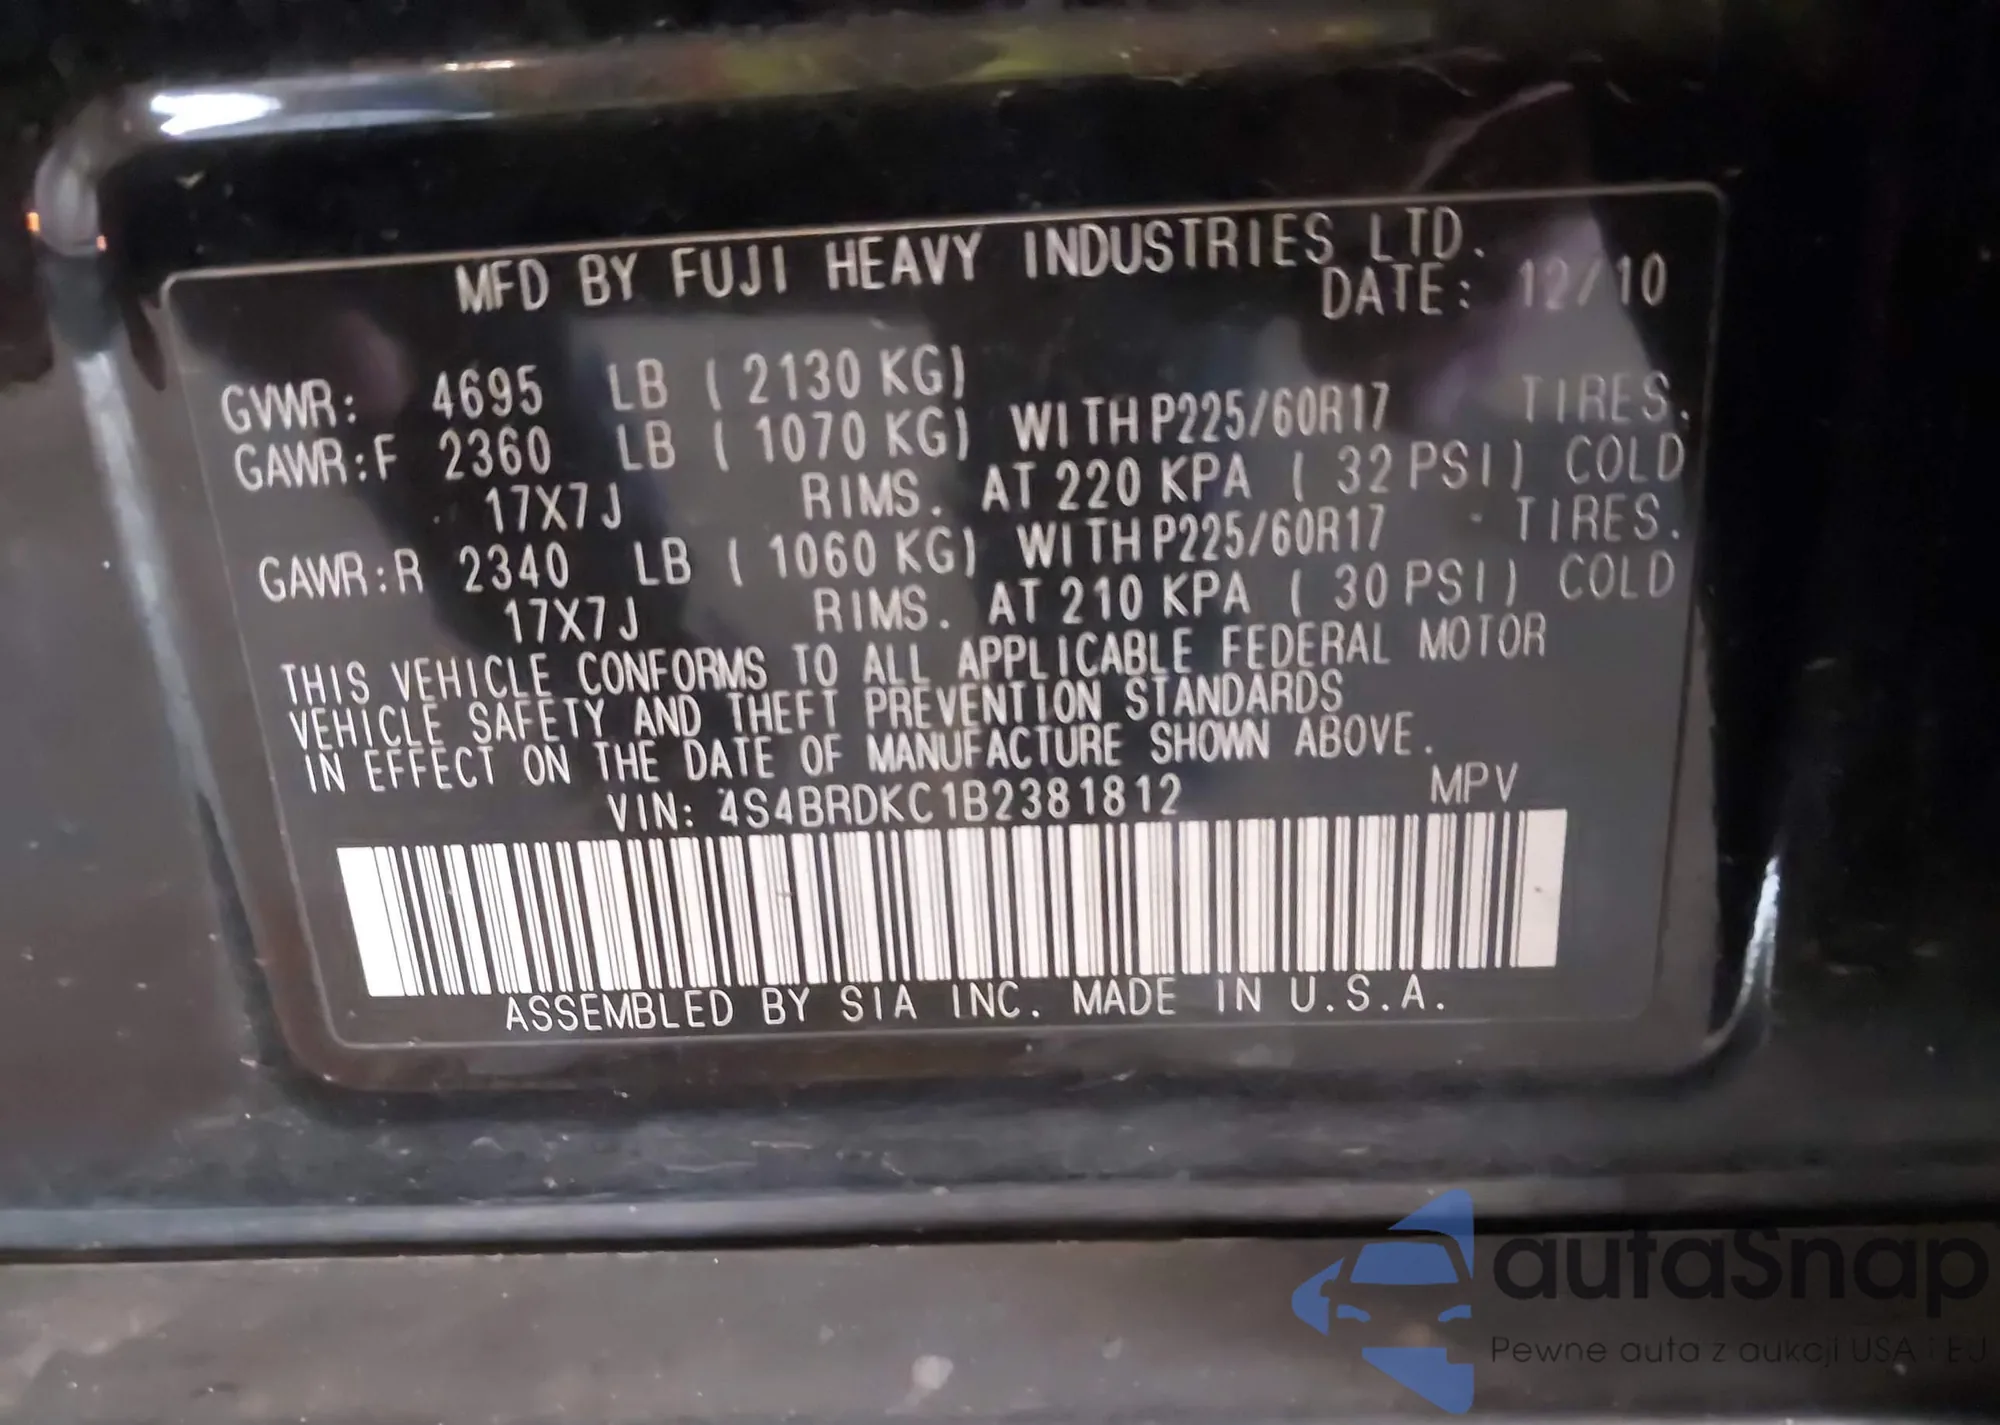 MFD BY FUJI HEAVY INDUSTRIES LTD.
DATE: 12/10
GVWR: 4695 LB ( 2130 KG)
GAWR:F 2360 LB ( 1070 KG) WITH P225/60R17 TIRES.
17X7J RIMS. AT 220 KPA ( 32 PSI) COLD
GAWR:R 2340 LB ( 1060 KG) WITH P225/60R17 TIRES.
17X7J RIMS. AT 210 KPA ( 30 PSI) COLD
THIS VEHICLE CONFORMS TO ALL APPLICABLE FEDERAL MOTOR
VEHICLE SAFETY AND THEFT PREVENTION STANDARDS
IN EFFECT ON THE DATE OF MANUFACTURE SHOWN ABOVE.
VIN: 4S4BRDKC1B2381812 MPV
ASSEMBLED BY SIA INC. MADE IN U.S.A.
autaSnap
Pewne auta z aukcji USA i EU